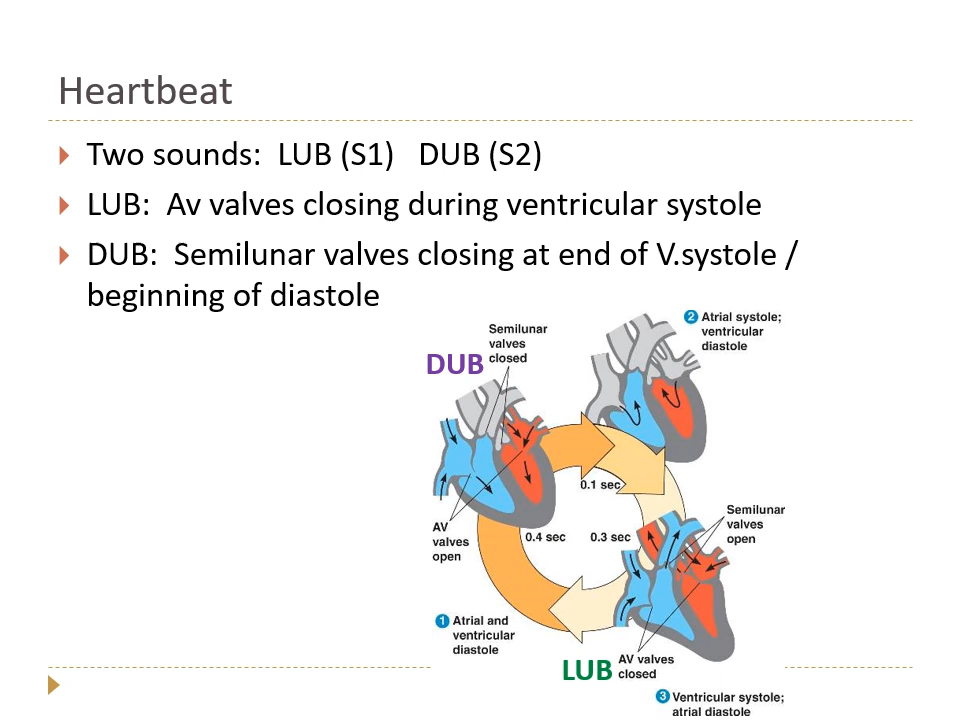 Heartbeat
Two sounds:  LUB (S1)   DUB (S2)
LUB:  Av valves closing during ventricular systole
DUB:  Semilunar valves closing at end of V.systole /
beginning of diastole
2 Atrial systole;
ventricular
diastole
Semilunar
valves
closed
DUB
0.1 sec
Semilunar
valves
open
AV
valves
open
0.4 sec
0.3 sec
1 Atrial and
ventricular
diastole
LUB
AV valves
closed
3 Ventricular systole;
atrial diastole